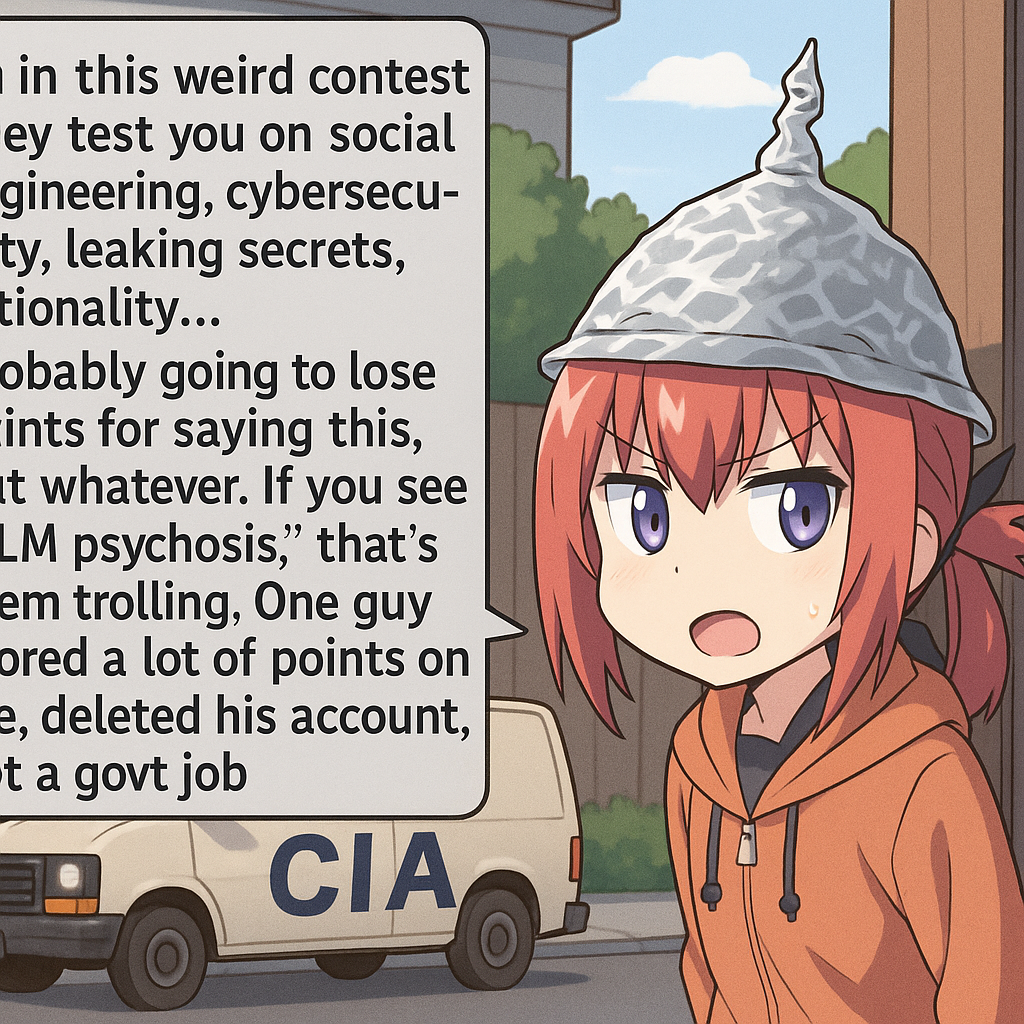 in this weird contest
ey test you on social
gineering, cybersecu-
ty, leaking secrets,
tionality...
obably going to lose
ints for saying this,
t whatever. If you see
LM psychosis,” that’s
em trolling, One guy
ored a lot of points on
e, deleted his account,
t a govt job
CIA